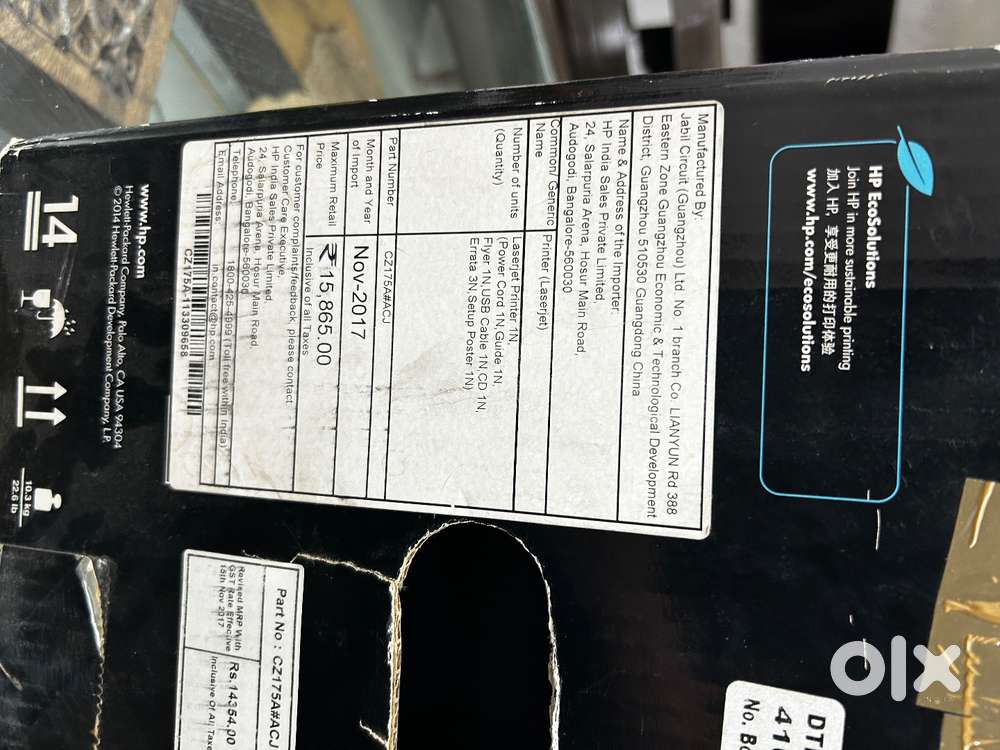 HP EcoSolutions
Join HP in more sustainable printing
加入 HP, 享受更耐用的打印体验
www.hp.com/ecosolutions
Manufactured By:
Jabil Circuit (Guangzhou) Ltd. No. 1 branch Co. LIANYUN Rd 388
Eastern Zone Guangzhou Economic & Technological Development
District, Guangzhou 510530 Guangdong China
Name & Address of the Importer:
HP India Sales Private Limited,
24, Salarpuria Arena, Hosur Main Road,
Audogodi, Bangalore-560030
Common/ Generic Name
Printer (Laserjet)
Number of units (Quantity)
Laserjet Printer 1N,
(Power Cord 1N,Guide 1N,
Flyer 1N,USB Cable 1N,CD 1N,
Errata 3N,Setup Poster 1N)
Part Number
CZ175A#ACJ
Month and Year of Import
Nov-2017
Maximum Retail Price
₹15,865.00
Inclusive of all Taxes
For customer complaints/feedback, please contact
Customer Care Executive,
HP India Sales Private Limited
24, Salarpuria Arena, Hosur Main Road,
Audogodi, Bangalore-560030
Telephone: 1800-425-4999 (Toll free within India)
Email Address: in.contact@hp.com
CZ175A-113309658
www.hp.com
Hewlett-Packard Company, Palo Alto, CA USA 94304
© 2014 Hewlett-Packard Development Company, L.P.
14
10.3 kg
22.6 lb
Part No : CZ175A#ACJ
Revised MRP With
GST Rate Effective
15th Nov 2017
Rs.14354.00
Inclusive Of All
No.
olx